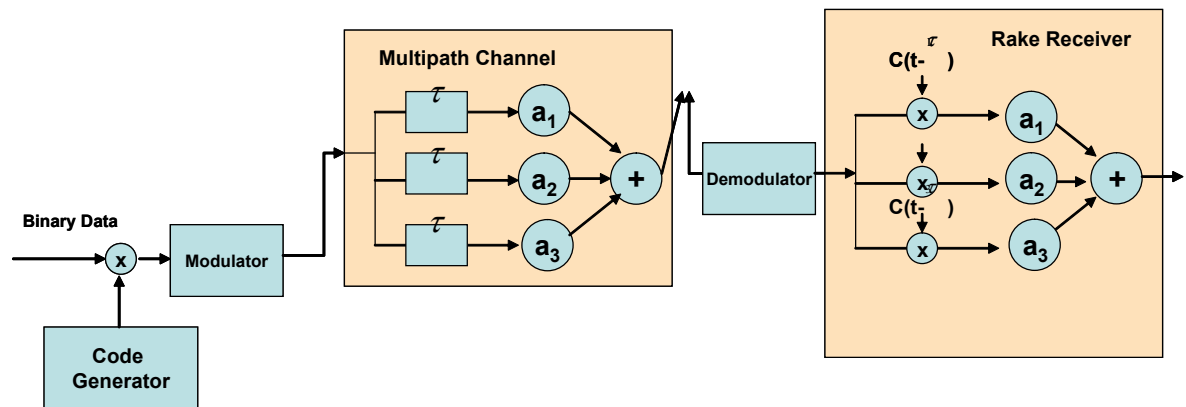 Binary Data
x
Code
Generator
Modulator
Multipath Channel
τ
a1
τ
a2
τ
a3
+
Demodulator
Rake Receiver
τ
C(t- )
x
a1
x
a2
τ
C(t- )
x
a3
+